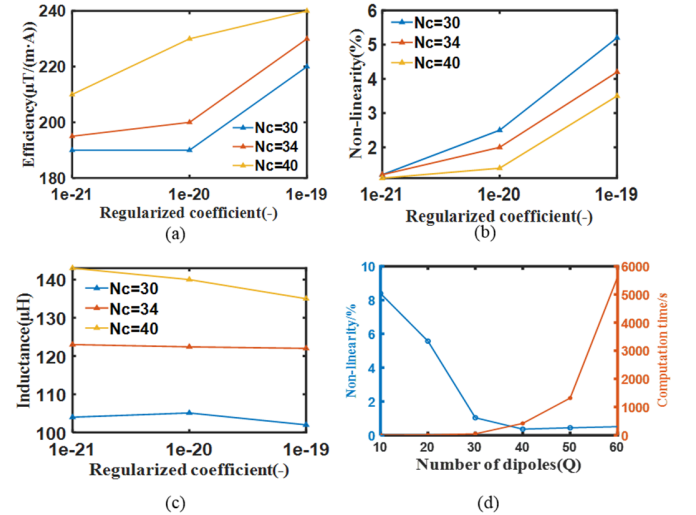 240
220
200
180
Efficiency(μT/(m·A)
Nc=30
Nc=34
Nc=40
1e-21
1e-20
1e-19
Regularized coefficient(-)
(a)
6
5
4
3
2
Non-linearity(%)
Nc=30
Nc=34
Nc=40
1e-21
1e-20
1e-19
Regularized coefficient(-)
(b)
140
120
100
Inductance(μH)
Nc=30
Nc=34
Nc=40
1e-21
1e-20
1e-19
Regularized coefficient(-)
(c)
10
8
6
4
2
0
Non-linearity/%
6000
5000
4000
3000
2000
1000
0
Computation time/s
10
20
30
40
50
60
Number of dipoles(Q)
(d)